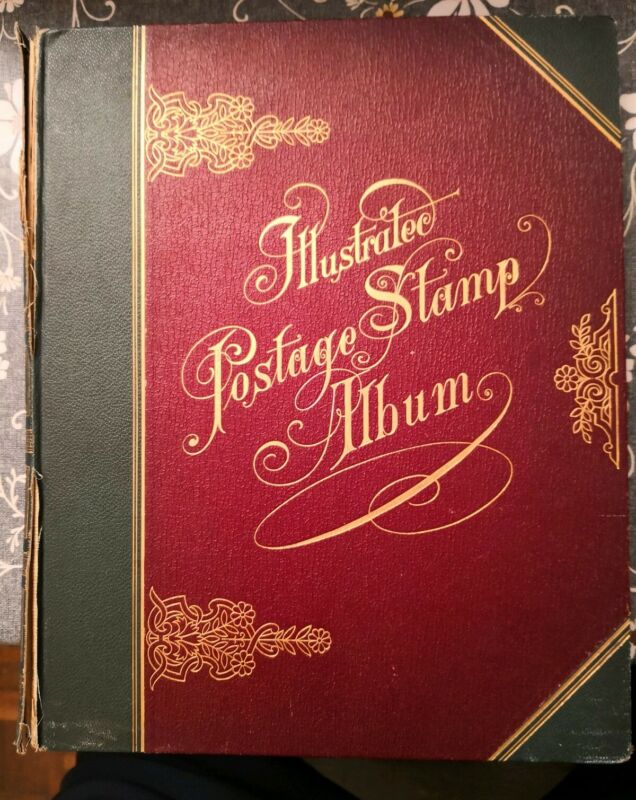 Illustrated
Postage Stamp
Album